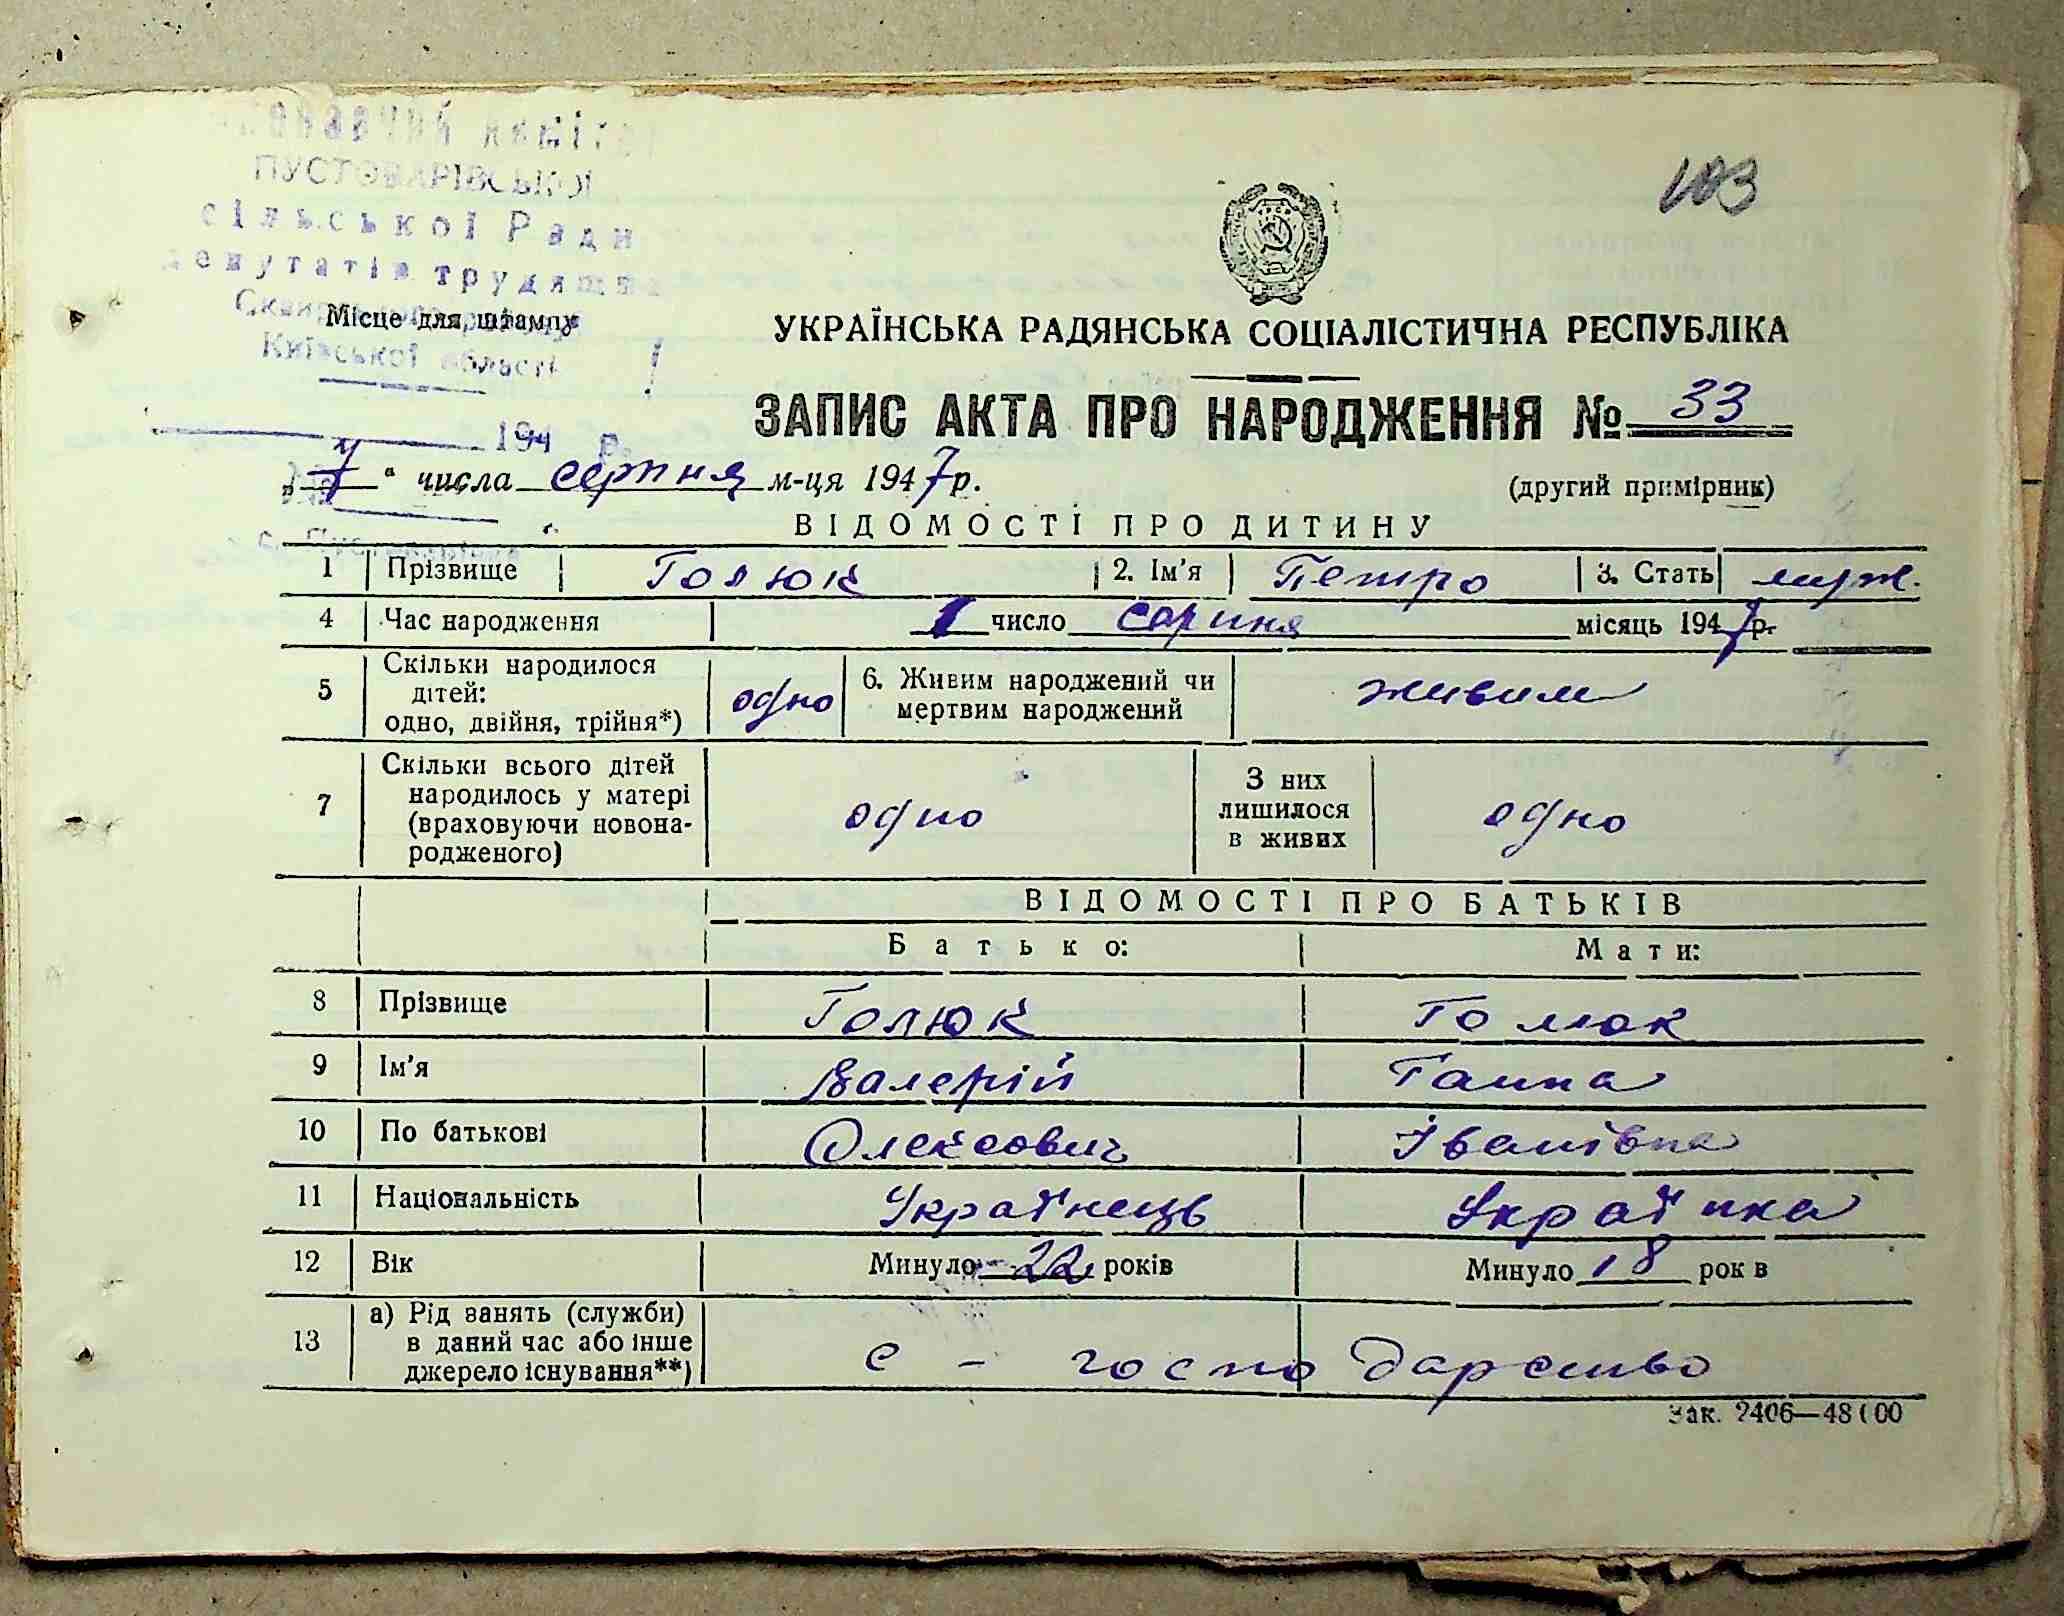 виконавчий комітет
ПУСТОВАРІВСЬКОЇ
сільської Ради
депутатів трудящих
Сквирського
Місце для штампу
Київської області
194 р.
с. Пустоварівка
103
УКРАЇНСЬКА РАДЯНСЬКА СОЦІАЛІСТИЧНА РЕСПУБЛІКА
ЗАПИС АКТА ПРО НАРОДЖЕННЯ № 33
„7“ числа серпня м-ця 1947 р.
(другий примірник)
ВІДОМОСТІ ПРО ДИТИНУ
1 Прізвище Голюк 2. Ім'я Петро 3. Стать муж.
4 Час народження 1 число серпня місяць 1947 р.
5 Скільки народилося дітей: одно, двійня, трійня*) одно 6. Живим народжений чи мертвим народжений живим
7 Скільки всього дітей народилось у матері (враховуючи новонародженого) одно З них лишилося в живих одно
ВІДОМОСТІ ПРО БАТЬКІВ
Батько: Мати:
8 Прізвище Голюк Голюк
9 Ім'я Валерій Ганна
10 По батькові Олексович Іванівна
11 Національність Українець Українка
12 Вік Минуло 22 років Минуло 18 рок в
13 а) Рід занять (служби) в даний час або інше джерело існування**) с - господарство
Зак. 2406—48(00